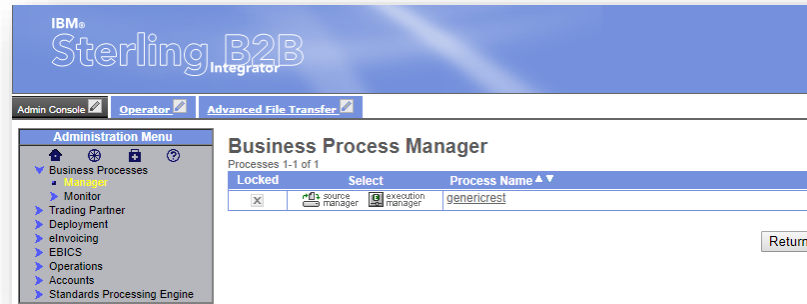 IBM®
Sterling B2B
Integrator
Admin Console Operator Advanced File Transfer
Administration Menu
Business Processes
Manager
Monitor
Trading Partner
Deployment
eInvoicing
EBICS
Operations
Accounts
Standards Processing Engine
Business Process Manager
Processes 1-1 of 1
Locked Select Process Name
source manager execution manager genericrest
Return